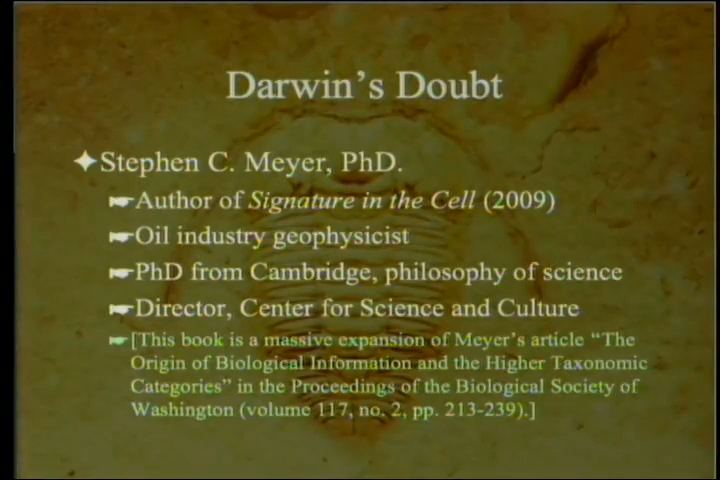 Darwin's Doubt
Stephen C. Meyer, PhD.
Author of Signature in the Cell (2009)
Oil industry geophysicist
PhD from Cambridge, philosophy of science
Director, Center for Science and Culture
[This book is a massive expansion of Meyer's article “The
Origin of Biological Information and the Higher Taxonomic
Categories” in the Proceedings of the Biological Society of
Washington (volume 117, no. 2, pp. 213-239).]